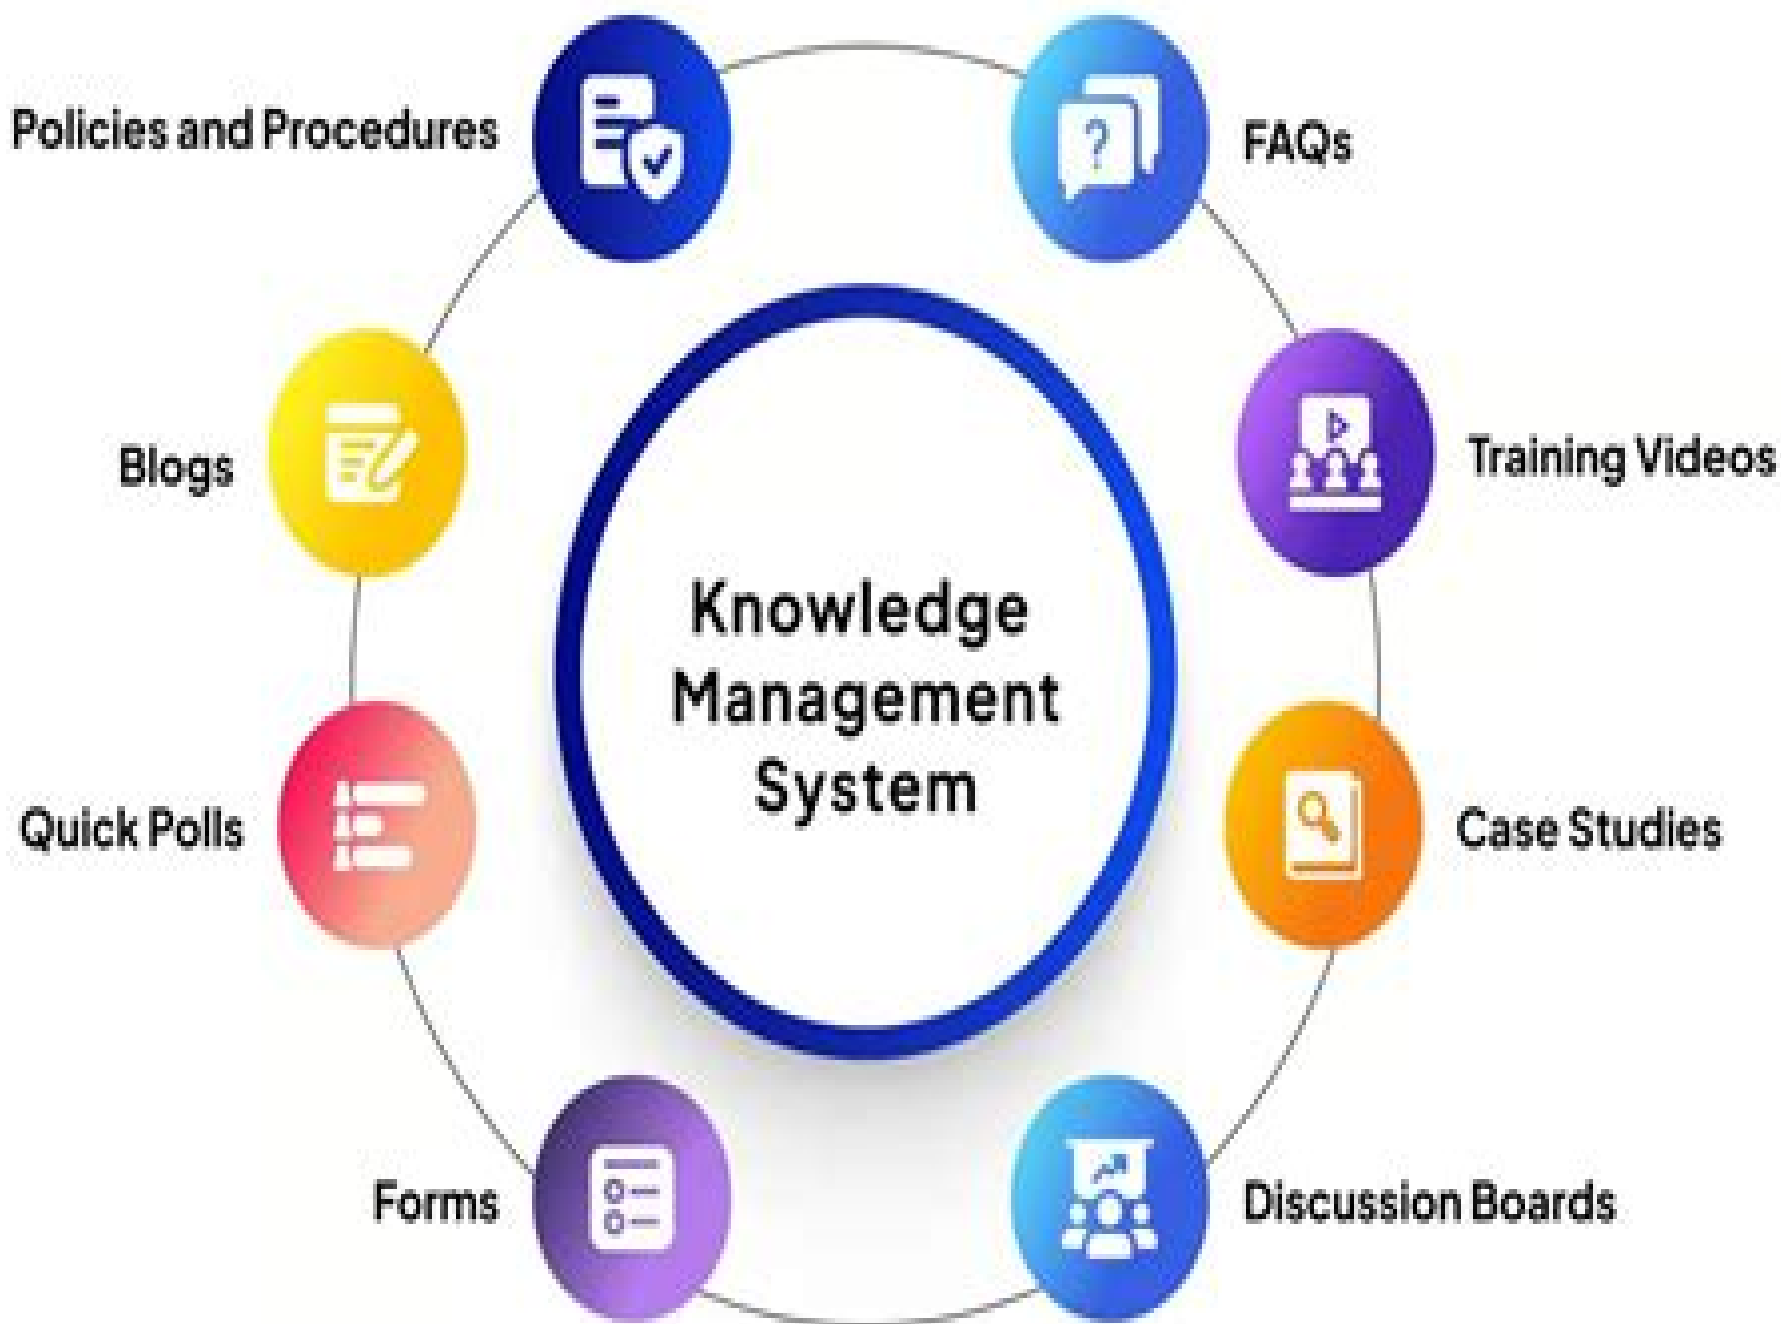 Policies and Procedures
FAQs
Blogs
Training Videos
Knowledge
Management
System
Quick Polls
Case Studies
Forms
Discussion Boards
?